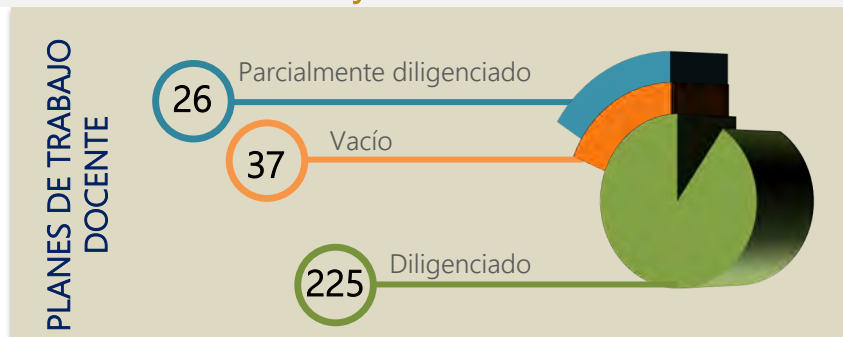 PLANES DE TRABAJO
DOCENTE
Parcialmente diligenciado
26
Vacío
37
Diligenciado
225